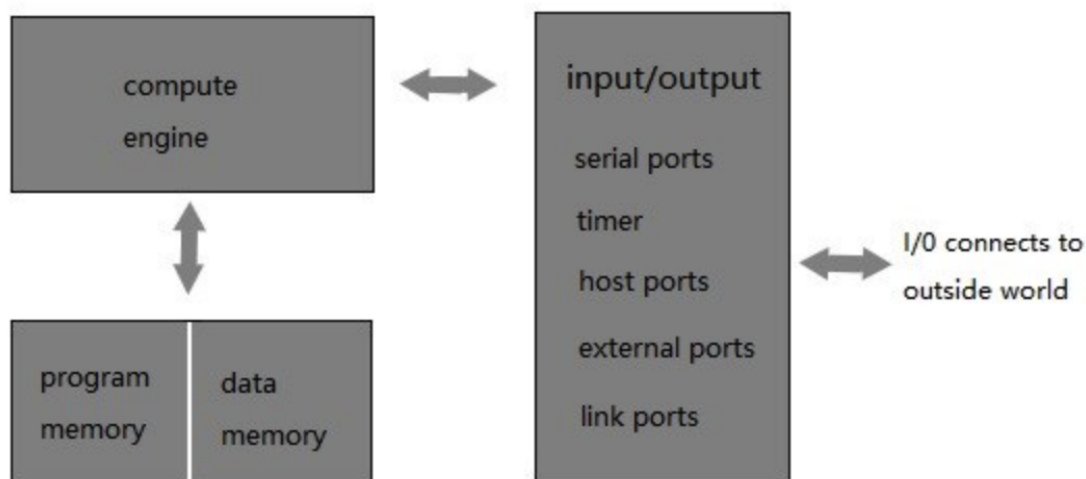 compute
engine
input/output
serial ports
timer
host ports
external ports
link ports
I/0 connects to
outside world
program
memory
data
memory